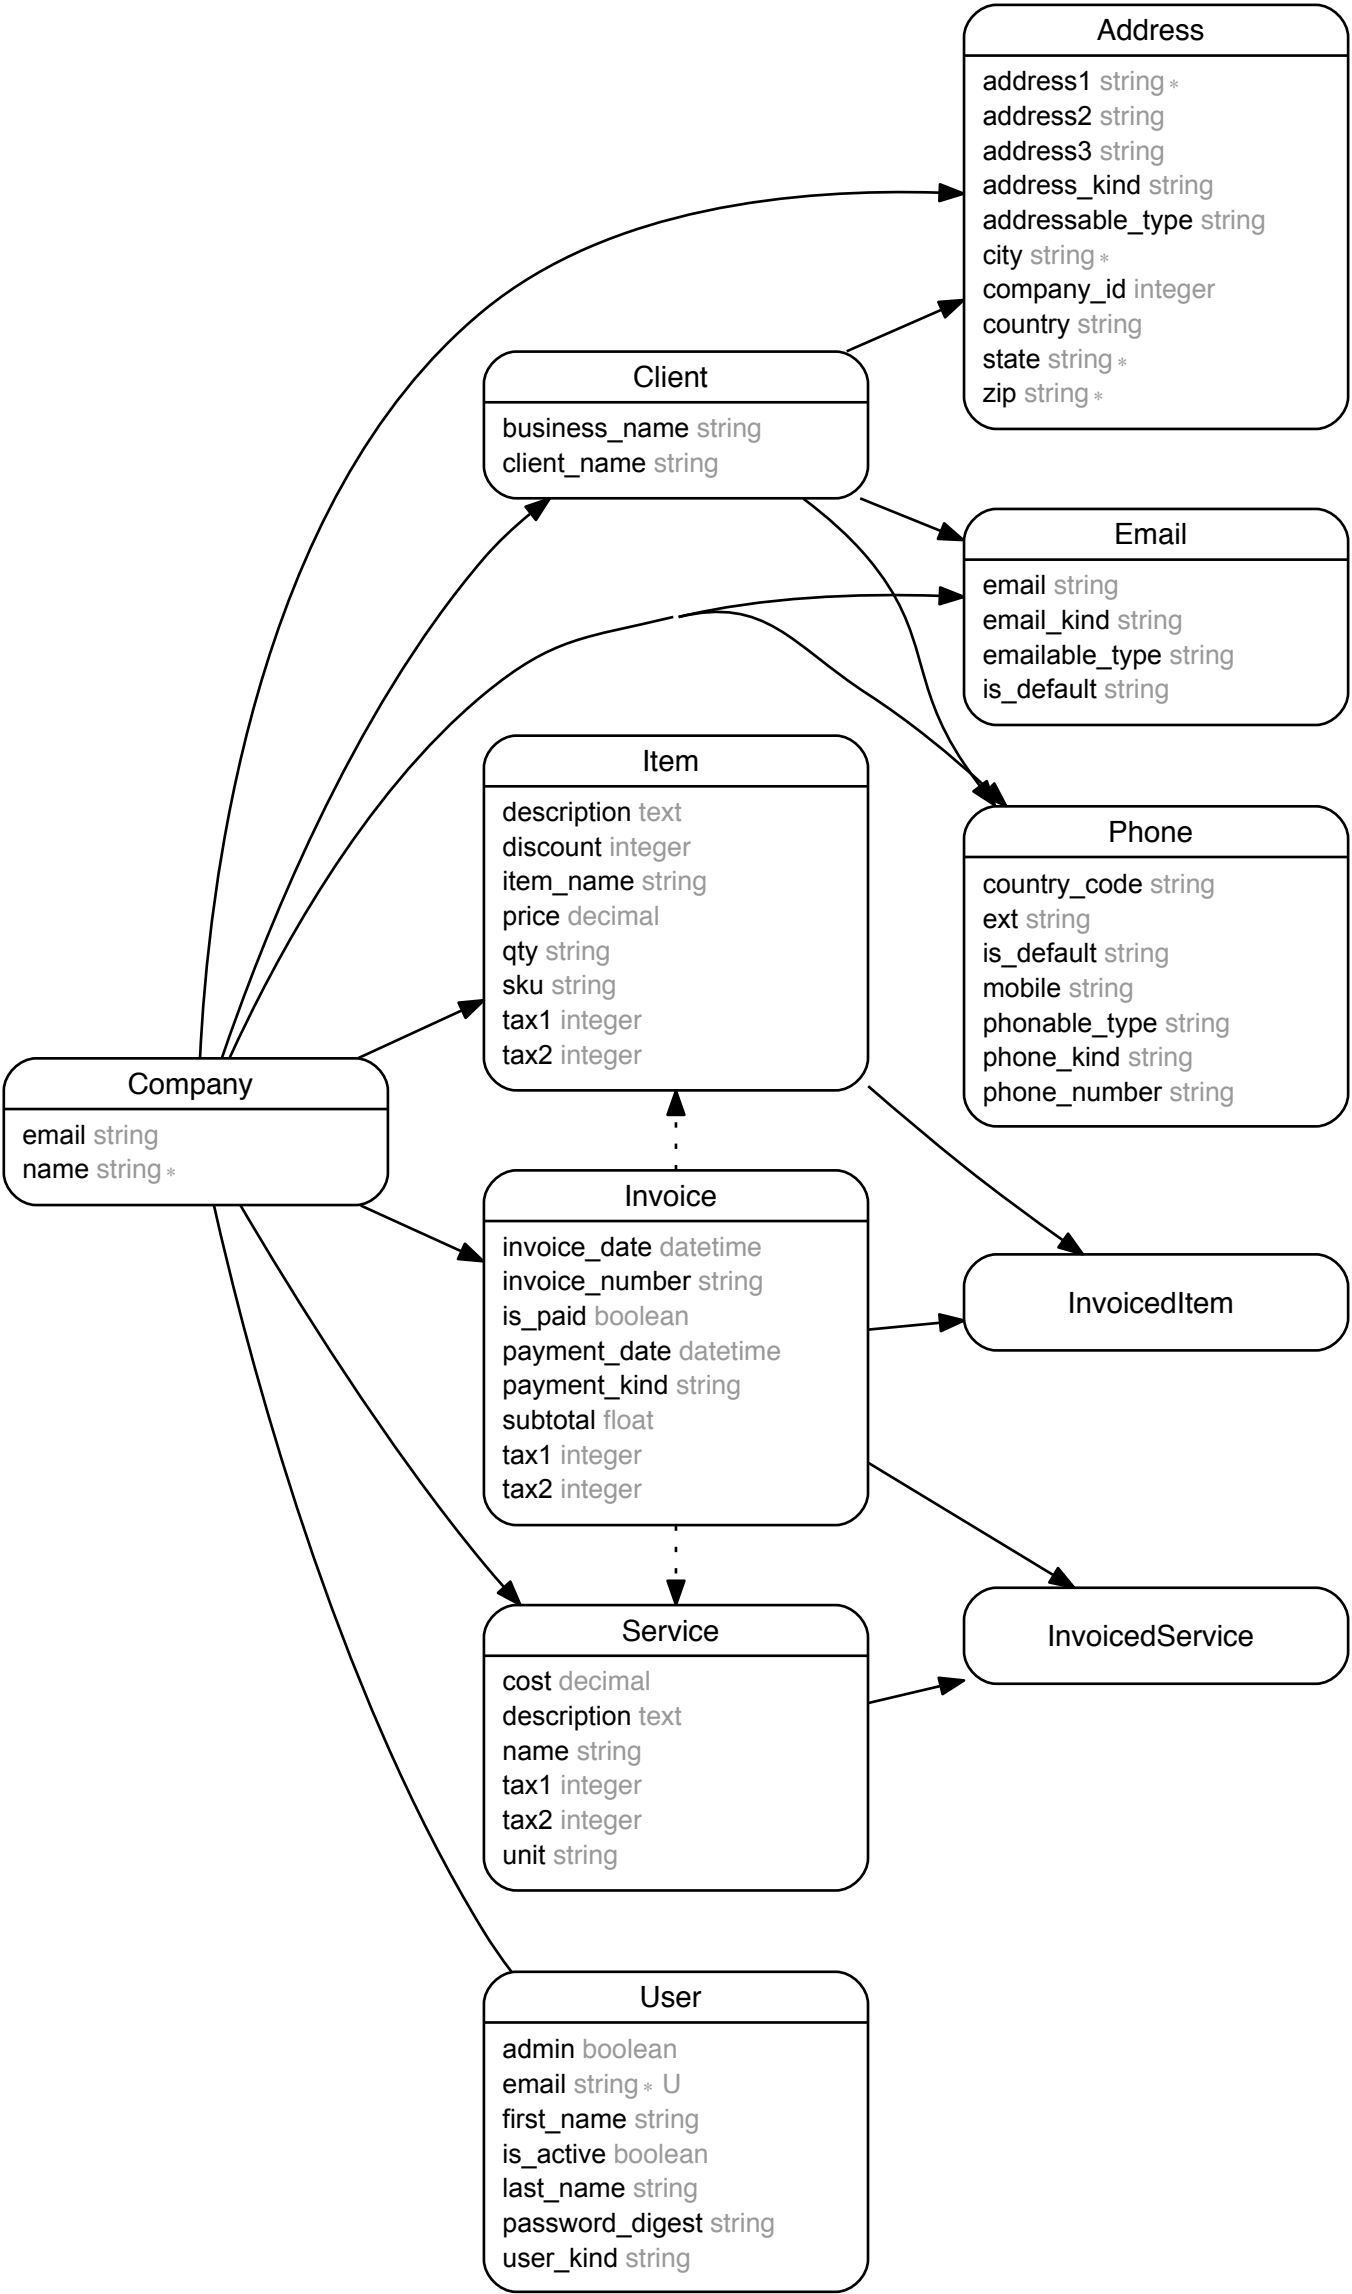 Address
address1 string *
address2 string
address3 string
address_kind string
addressable_type string
city string *
company_id integer
country string
state string *
zip string *
Client
business_name string
client_name string
Email
email string
email_kind string
emailable_type string
is_default string
Item
description text
discount integer
item_name string
price decimal
qty string
sku string
tax1 integer
tax2 integer
Phone
country_code string
ext string
is_default string
mobile string
phonable_type string
phone_kind string
phone_number string
Company
email string
name string *
Invoice
invoice_date datetime
invoice_number string
is_paid boolean
payment_date datetime
payment_kind string
subtotal float
tax1 integer
tax2 integer
InvoicedItem
Service
cost decimal
description text
name string
tax1 integer
tax2 integer
unit string
InvoicedService
User
admin boolean
email string * U
first_name string
is_active boolean
last_name string
password_digest string
user_kind string